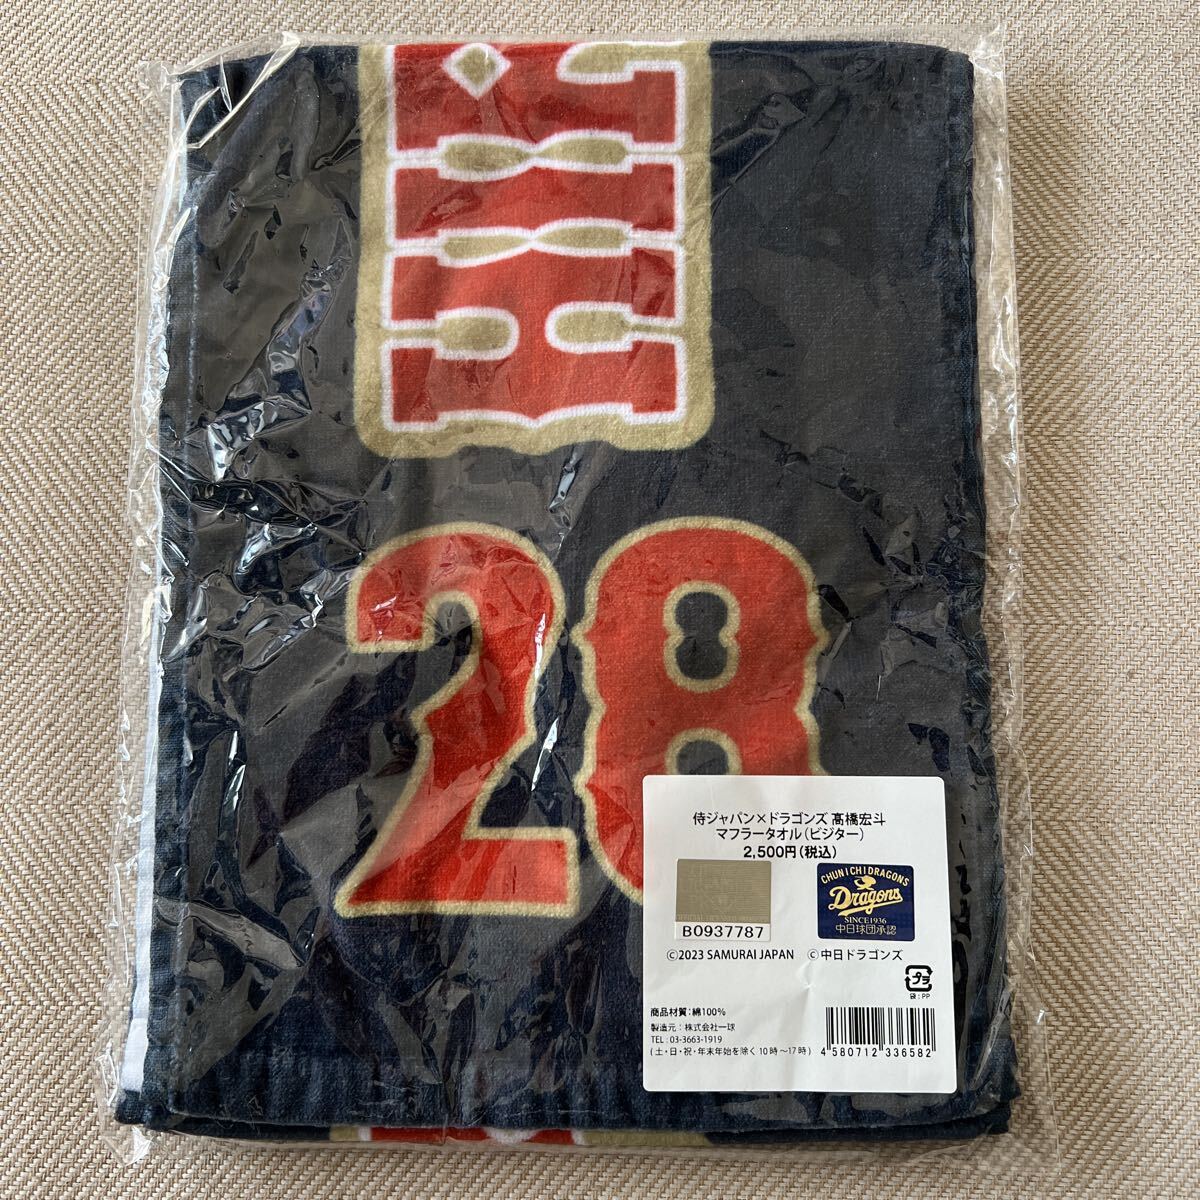 28
侍ジャパン×ドラゴンズ 髙橋宏斗
マフラータオル(ビジター)
2,500円(税込)
B0937787
CHUNICHI DRAGONS
Dragons
SINCE 1936
中日球団承認
©2023 SAMURAI JAPAN ©中日ドラゴンズ
プラ
袋:PP
商品材質:綿100%
製造元:株式会社一球
TEL:03-3663-1919
(土・日・祝・年末年始を除く10時〜17時)
4 580712 336582